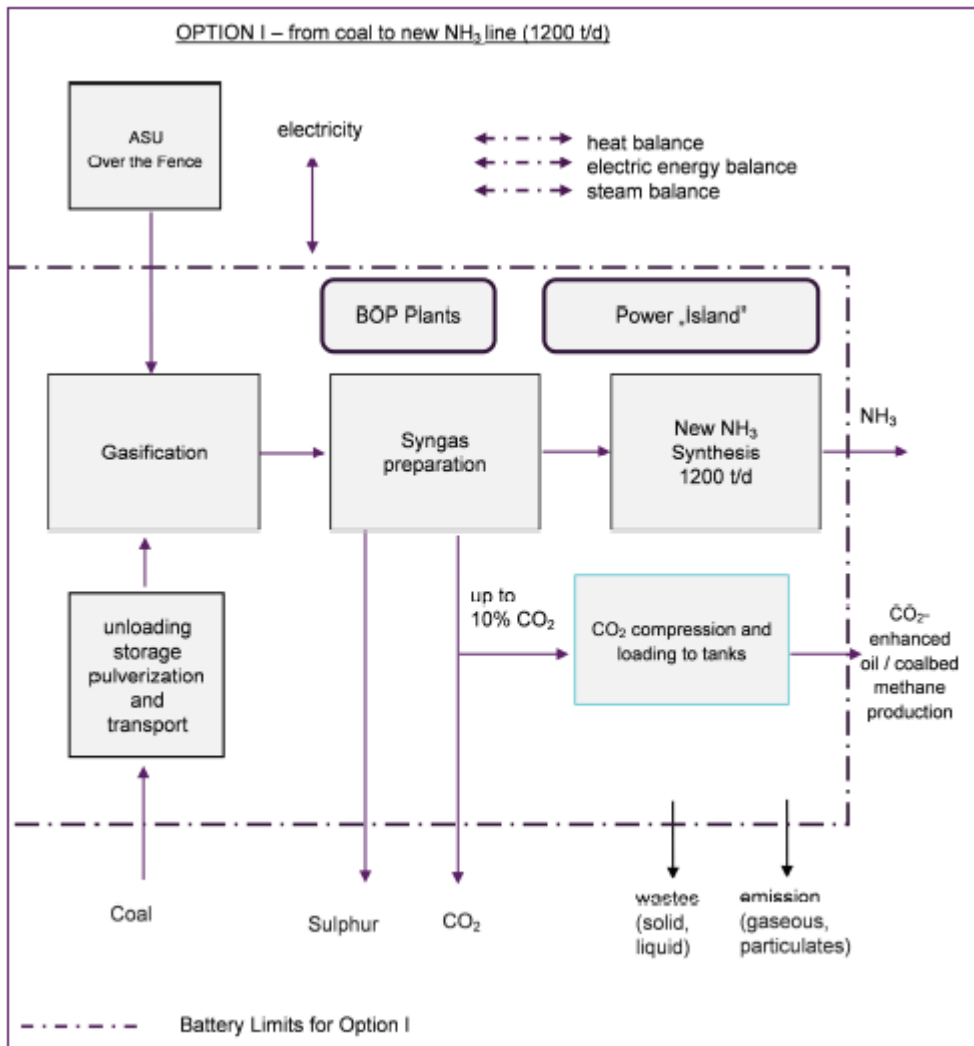 OPTION I – from coal to new NH₃ line (1200 t/d)
ASU
Over the Fence
electricity
heat balance
electric energy balance
steam balance
BOP Plants
Power „Island”
Gasification
Syngas
preparation
New NH₃
Synthesis
1200 t/d
NH₃
unloading
storage
pulverization
and
transport
up to
10% CO₂
CO₂ compression and
loading to tanks
CO₂-
enhanced
oil / coalbed
methane
production
Coal
Sulphur
CO₂
wastes
(solid,
liquid)
emission
(gaseous,
particulates)
Battery Limits for Option I